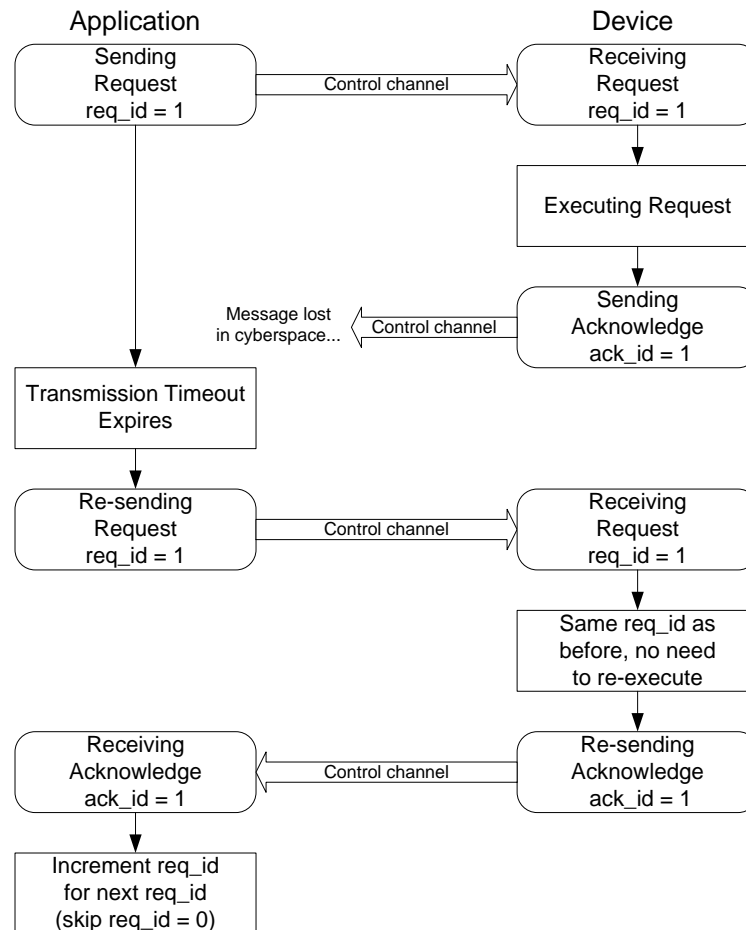 Application
Device
Sending
Request
req_id = 1
Control channel
Receiving
Request
req_id = 1
Executing Request
Sending
Acknowledge
ack_id = 1
Control channel
Message lost
in cyberspace...
Transmission Timeout
Expires
Re-sending
Request
req_id = 1
Control channel
Receiving
Request
req_id = 1
Same req_id as
before, no need
to re-execute
Re-sending
Acknowledge
ack_id = 1
Control channel
Receiving
Acknowledge
ack_id = 1
Increment req_id
for next req_id
(skip req_id = 0)